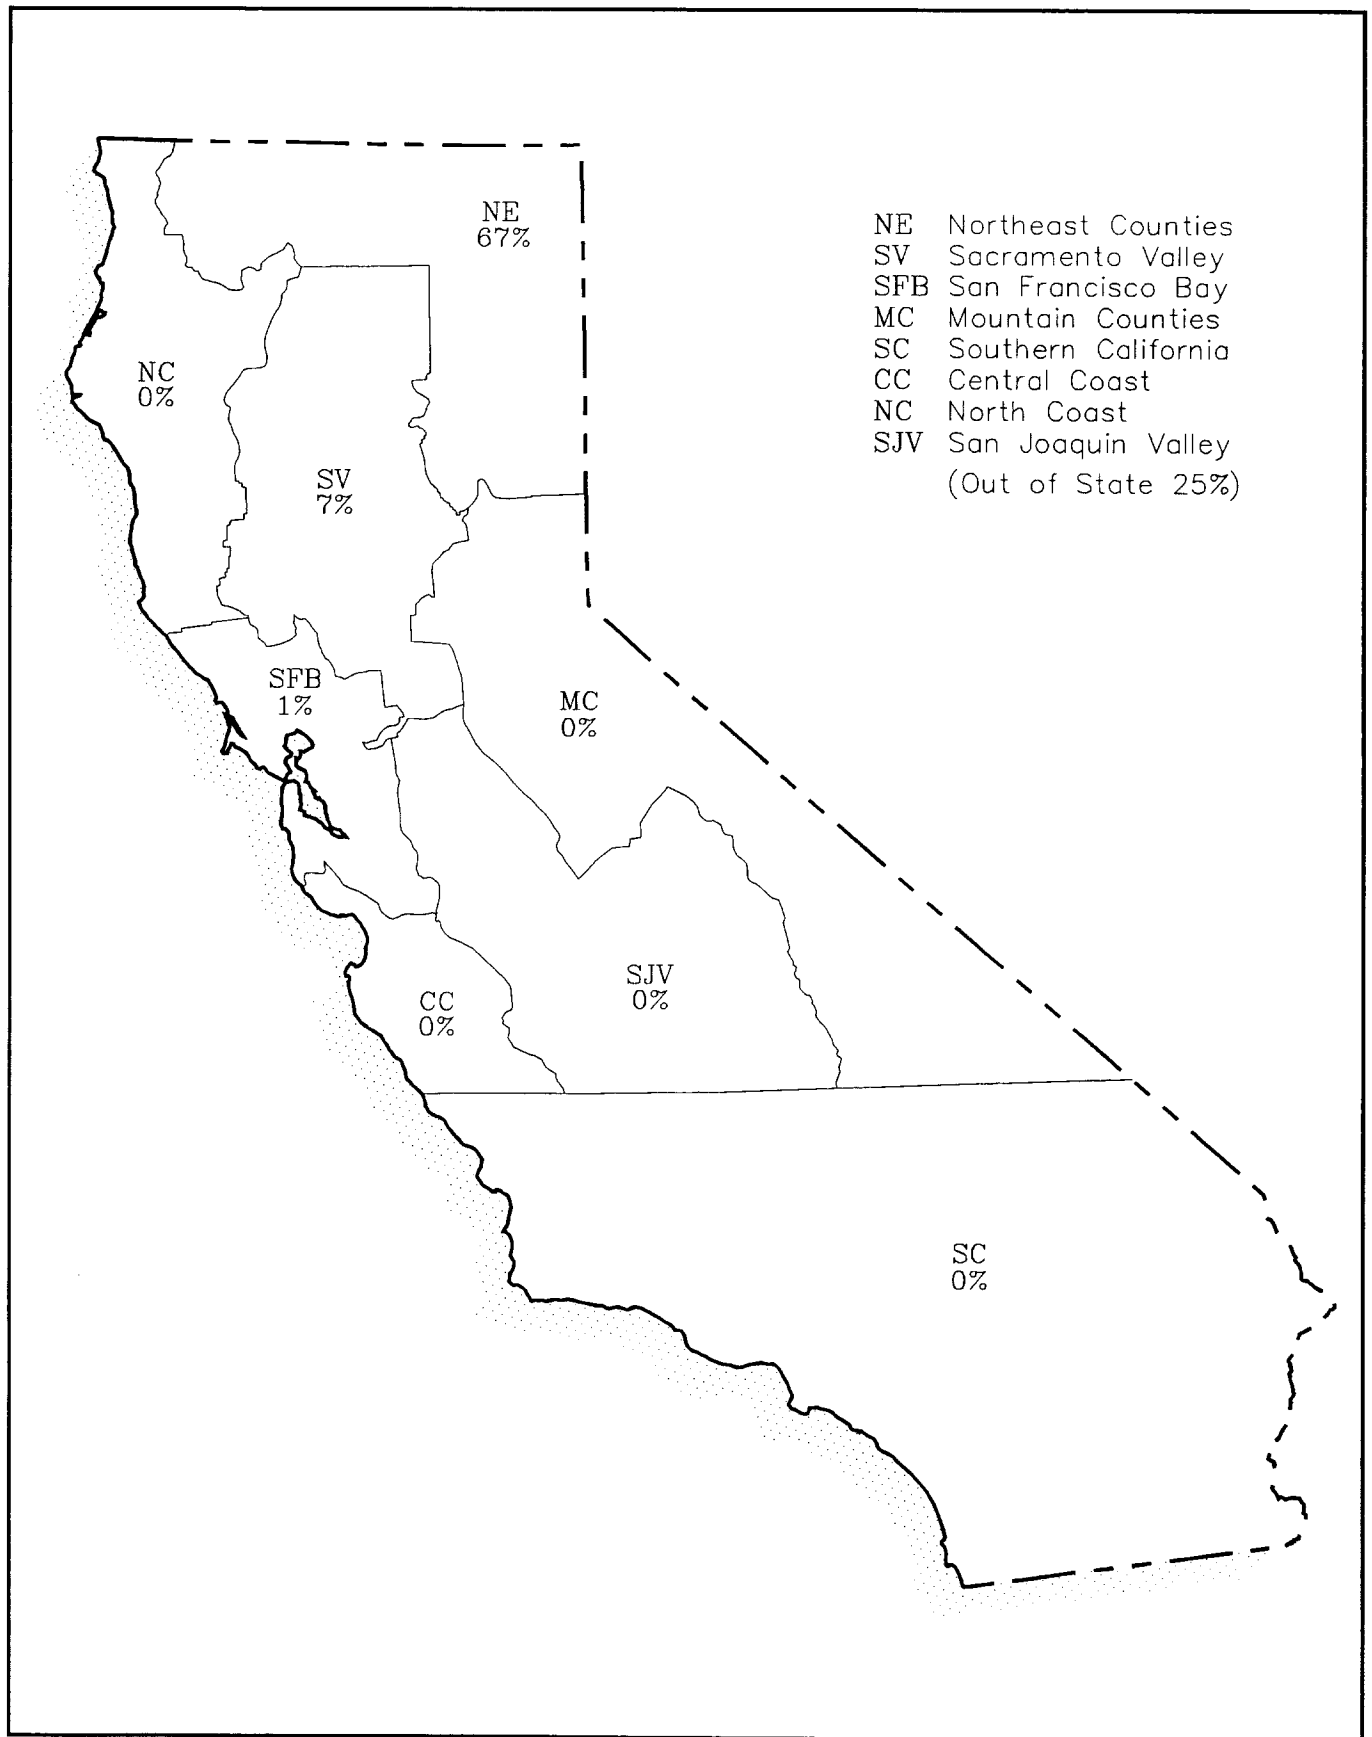 NE
67%
NE Northeast Counties
SV Sacramento Valley
SFB San Francisco Bay
MC Mountain Counties
SC Southern California
CC Central Coast
NC North Coast
SJV San Joaquin Valley
(Out of State 25%)
NC
0%
SV
7%
SFB
1%
MC
0%
SJV
0%
CC
0%
SC
0%